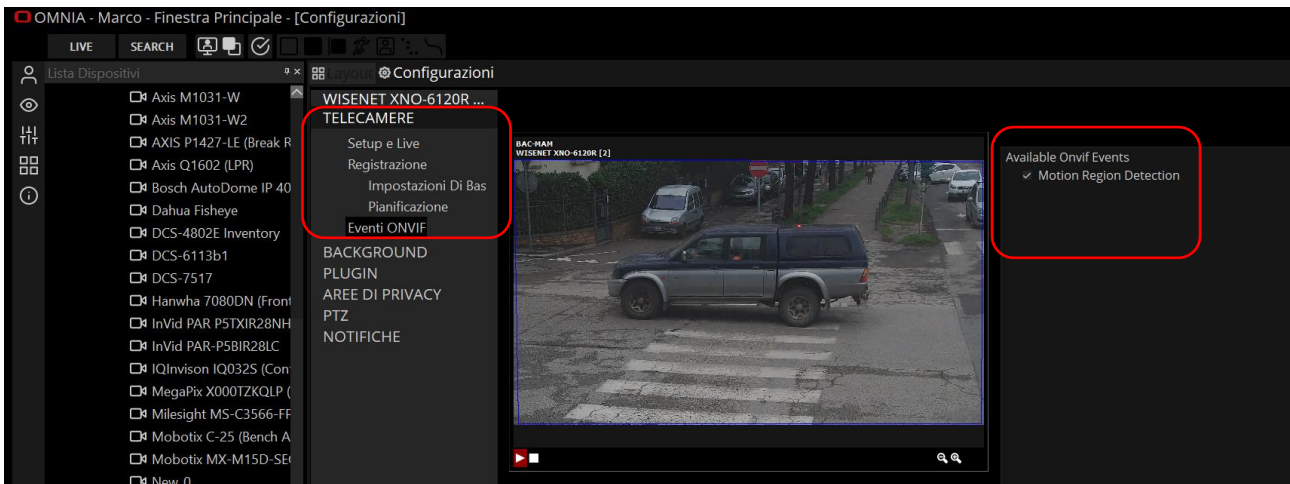 OMNIA - Marco - Finestra Principale - [Configurazioni]
LIVE SEARCH
Lista Dispositivi
Layout Configurazioni
Axis M1031-W
Axis M1031-W2
AXIS P1427-LE (Break R
Axis Q1602 (LPR)
Bosch AutoDome IP 40
Dahua Fisheye
DCS-4802E Inventory
DCS-6113b1
DCS-7517
Hanwha 7080DN (Front
InVid PAR P5TXIR28NH
InVid PAR-P5BIR28LC
IQInvison IQ032S (Con
MegaPix X000TZKQLP (
Milesight MS-C3566-FF
Mobotix C-25 (Bench A
Mobotix MX-M15D-SE
New_0
WISENET XNO-6120R ...
TELECAMERE
Setup e Live
Registrazione
Impostazioni Di Bas
Pianificazione
Eventi ONVIF
BACKGROUND
PLUGIN
AREE DI PRIVACY
PTZ
NOTIFICHE
BAC-MAM
WISENET XNO-6120R [2]
Available Onvif Events
Motion Region Detection